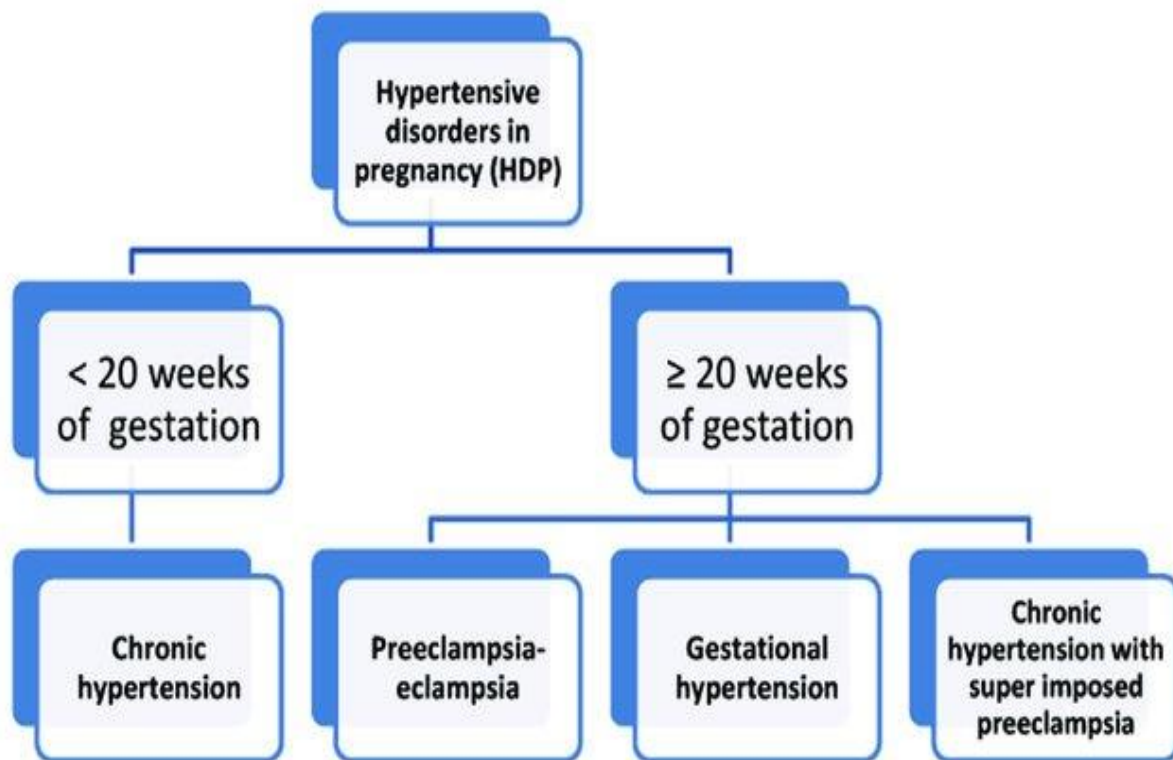 Hypertensive
disorders in
pregnancy (HDP)
< 20 weeks
of gestation
≥ 20 weeks
of gestation
Chronic
hypertension
Preeclampsia-
eclampsia
Gestational
hypertension
Chronic
hypertension with
super imposed
preeclampsia